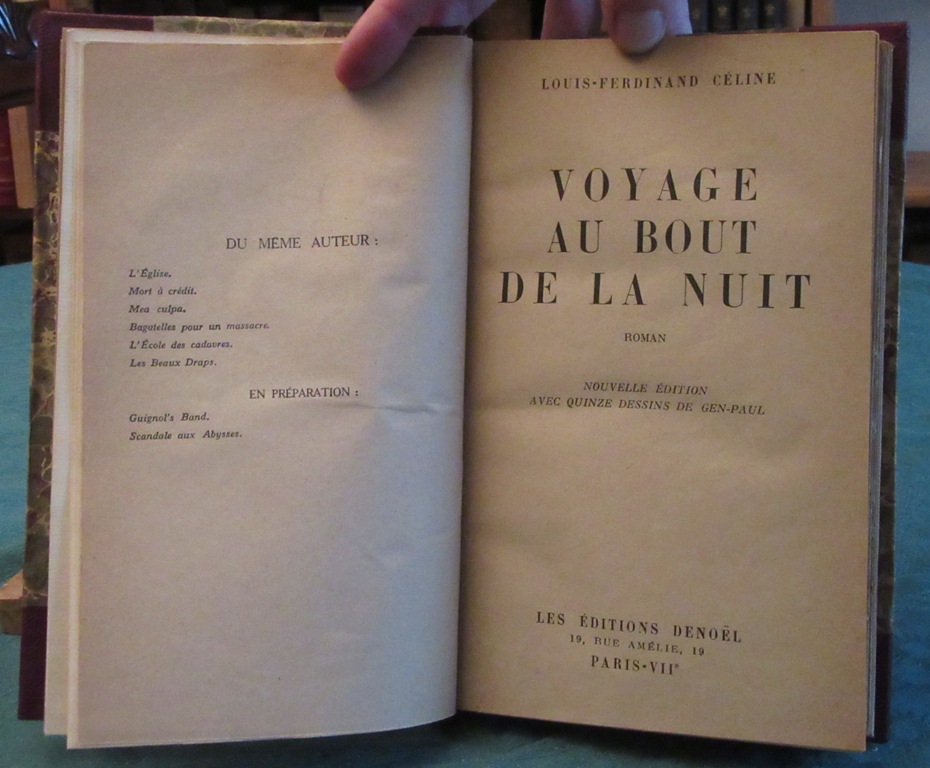 DU MÊME AUTEUR :
L'Église.
Mort à crédit.
Mea culpa.
Bagatelles pour un massacre.
L'École des cadavres.
Les Beaux Draps.
EN PRÉPARATION :
Guignol's Band.
Scandale aux Abysses.
LOUIS-FERDINAND CÉLINE
VOYAGE
AU BOUT
DE LA NUIT
ROMAN
NOUVELLE ÉDITION
AVEC QUINZE DESSINS DE GEN-PAUL
LES ÉDITIONS DENOËL
19, RUE AMÉLIE, 19
PARIS-VIIe